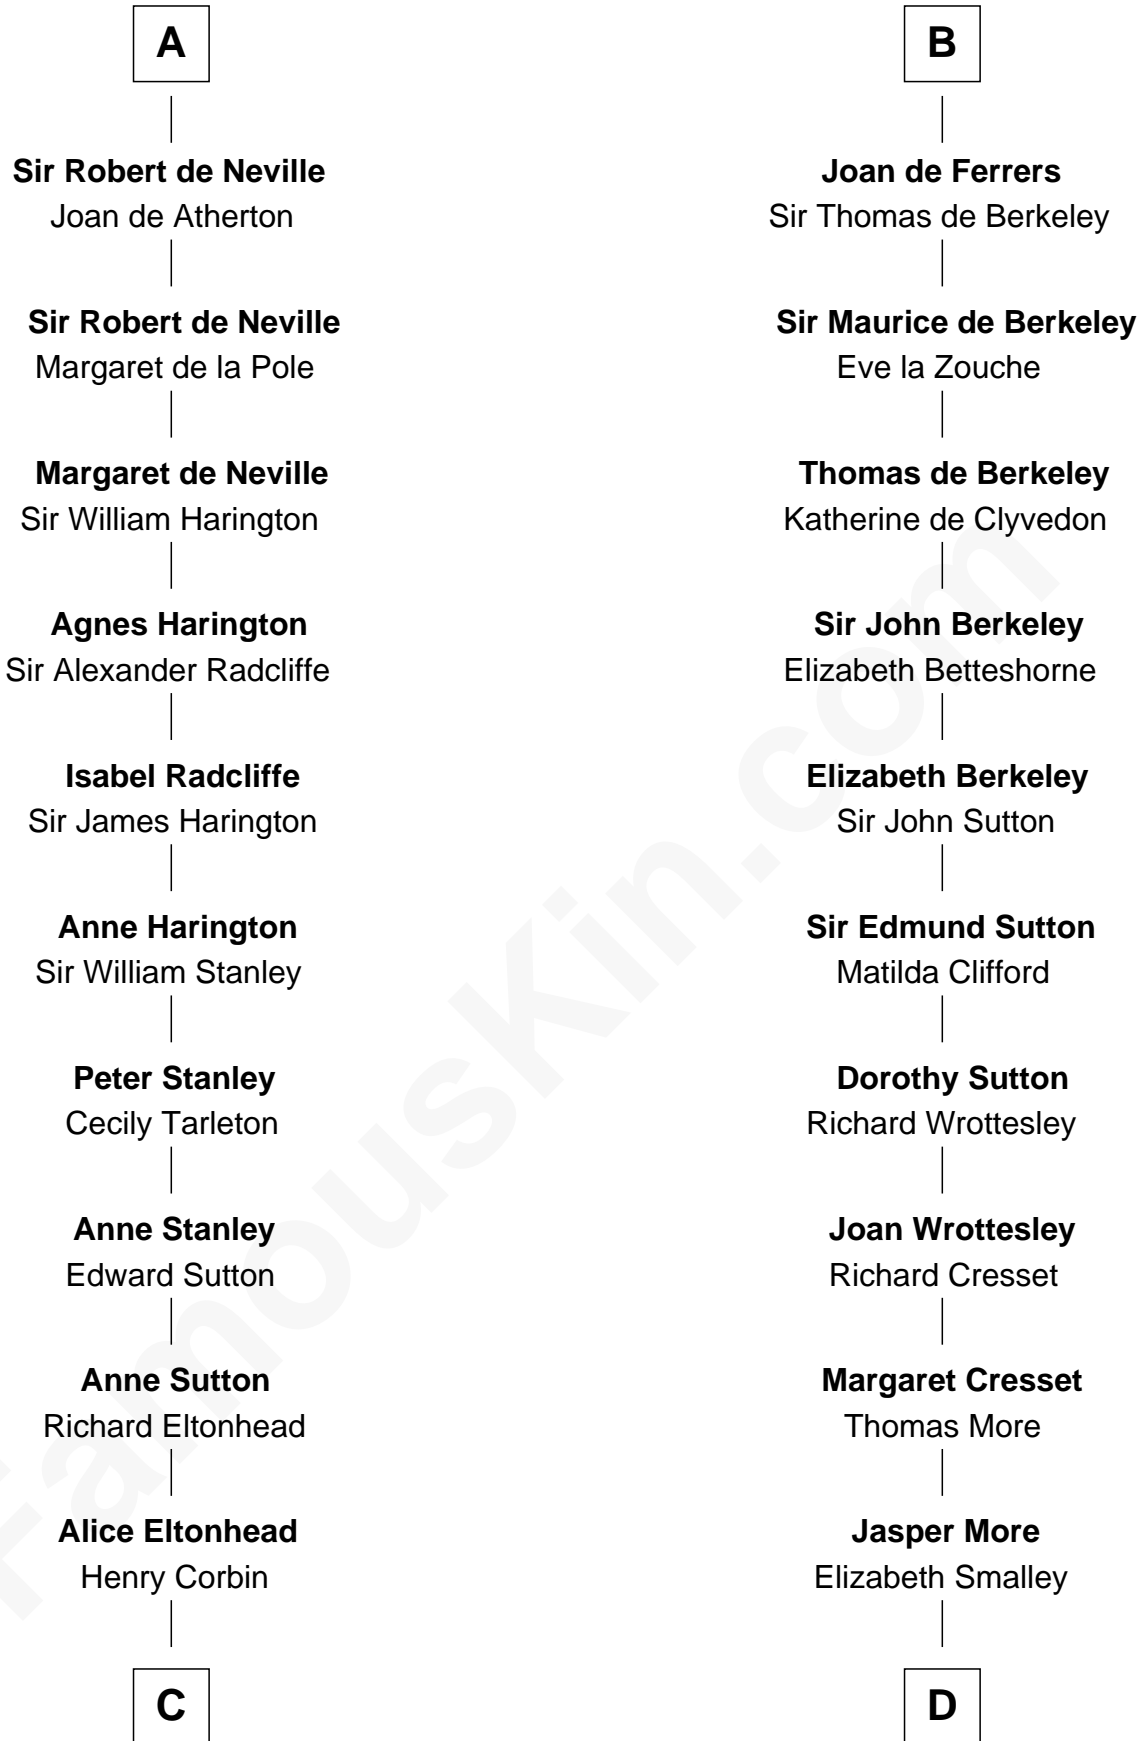 A
Sir Robert de Neville
Joan de Atherton
Sir Robert de Neville
Margaret de la Pole
Margaret de Neville
Sir William Harington
Agnes Harington
Sir Alexander Radcliffe
Isabel Radcliffe
Sir James Harington
Anne Harington
Sir William Stanley
Peter Stanley
Cecily Tarleton
Anne Stanley
Edward Sutton
Anne Sutton
Richard Eltonhead
Alice Eltonhead
Henry Corbin
C
B
Joan de Ferrers
Sir Thomas de Berkeley
Sir Maurice de Berkeley
Eve la Zouche
Thomas de Berkeley
Katherine de Clyvedon
Sir John Berkeley
Elizabeth Betteshorne
Elizabeth Berkeley
Sir John Sutton
Sir Edmund Sutton
Matilda Clifford
Dorothy Sutton
Richard Wrottesley
Joan Wrottesley
Richard Cresset
Margaret Cresset
Thomas More
Jasper More
Elizabeth Smalley
D
FamousKin.com